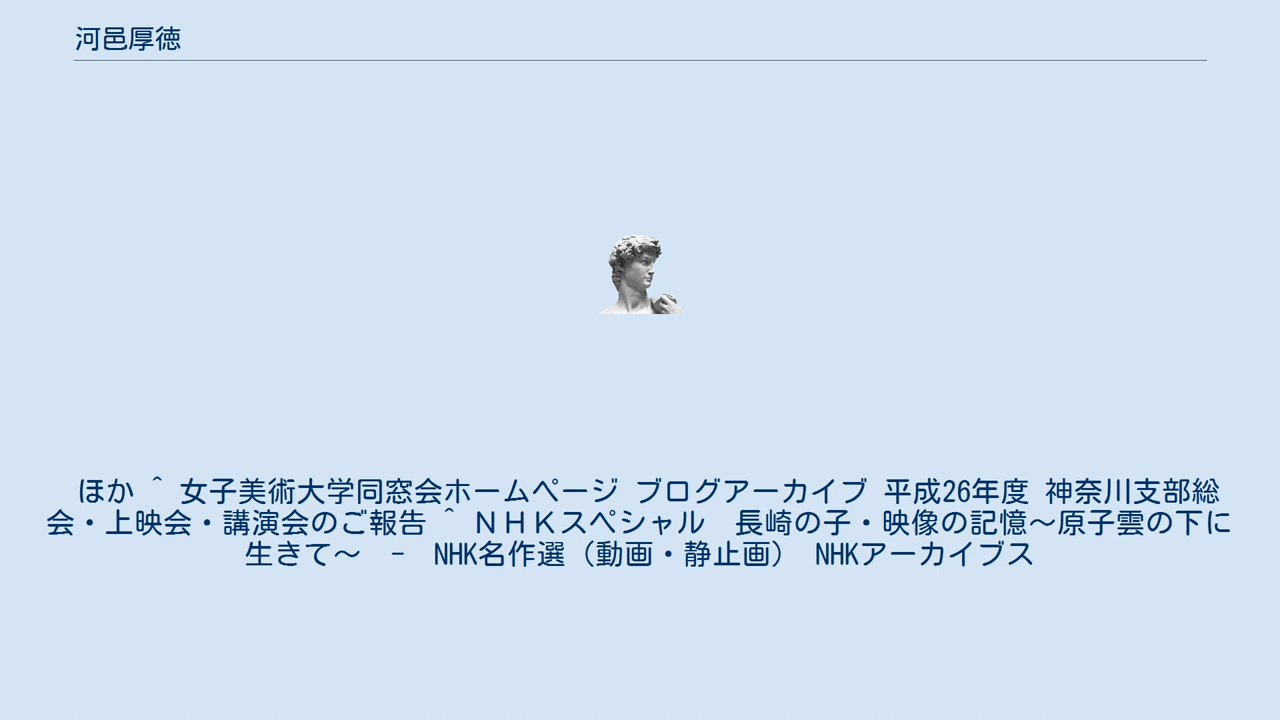 河邑厚徳
ほか ^ 女子美術大学同窓会ホームページ ブログアーカイブ 平成26年度 神奈川支部総
会・上映会・講演会のご報告 ^ ＮＨＫスペシャル　長崎の子・映像の記憶～原子雲の下に
生きて～　-　NHK名作選（動画・静止画） NHKアーカイブス